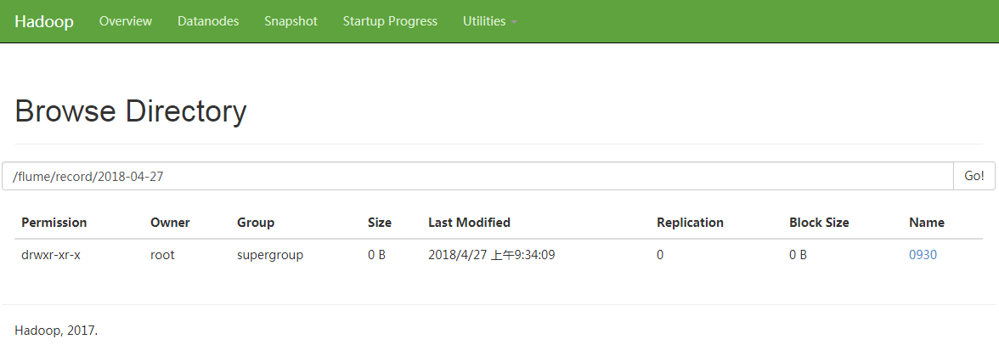 Hadoop Overview Datanodes Snapshot Startup Progress Utilities
Browse Directory
/flume/record/2018-04-27 Go!
Permission Owner Group Size Last Modified Replication Block Size Name
drwxr-xr-x root supergroup 0 B 2018/4/27 上午9:34:09 0 0 B 0930
Hadoop, 2017.